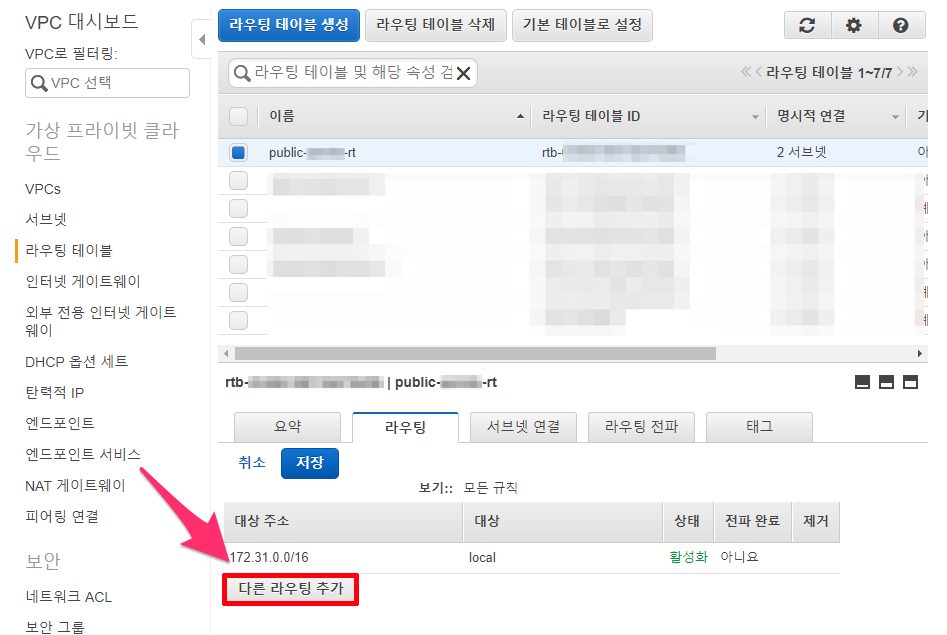 VPC 대시보드
VPC로 필터링:
VPC 선택
가상 프라이빗 클라
우드
VPCs
서브넷
라우팅 테이블
인터넷 게이트웨이
외부 전용 인터넷 게이트
웨이
DHCP 옵션 세트
탄력적 IP
엔드포인트
엔드포인트 서비스
NAT 게이트웨이
피어링 연결
보안
네트워크 ACL
보안 그룹
라우팅 테이블 생성 라우팅 테이블 삭제 기본 테이블로 설정
라우팅 테이블 및 해당 속성 검 라우팅 테이블 1~7/7
이름 라우팅 테이블 ID 명시적 연결
public- -rt rtb- 2 서브넷
rtb- | public- -rt
요약 라우팅 서브넷 연결 라우팅 전파 태그
취소 저장
보기:: 모든 규칙
대상 주소 대상 상태 전파 완료 제거
172.31.0.0/16 local 활성화 아니요
다른 라우팅 추가